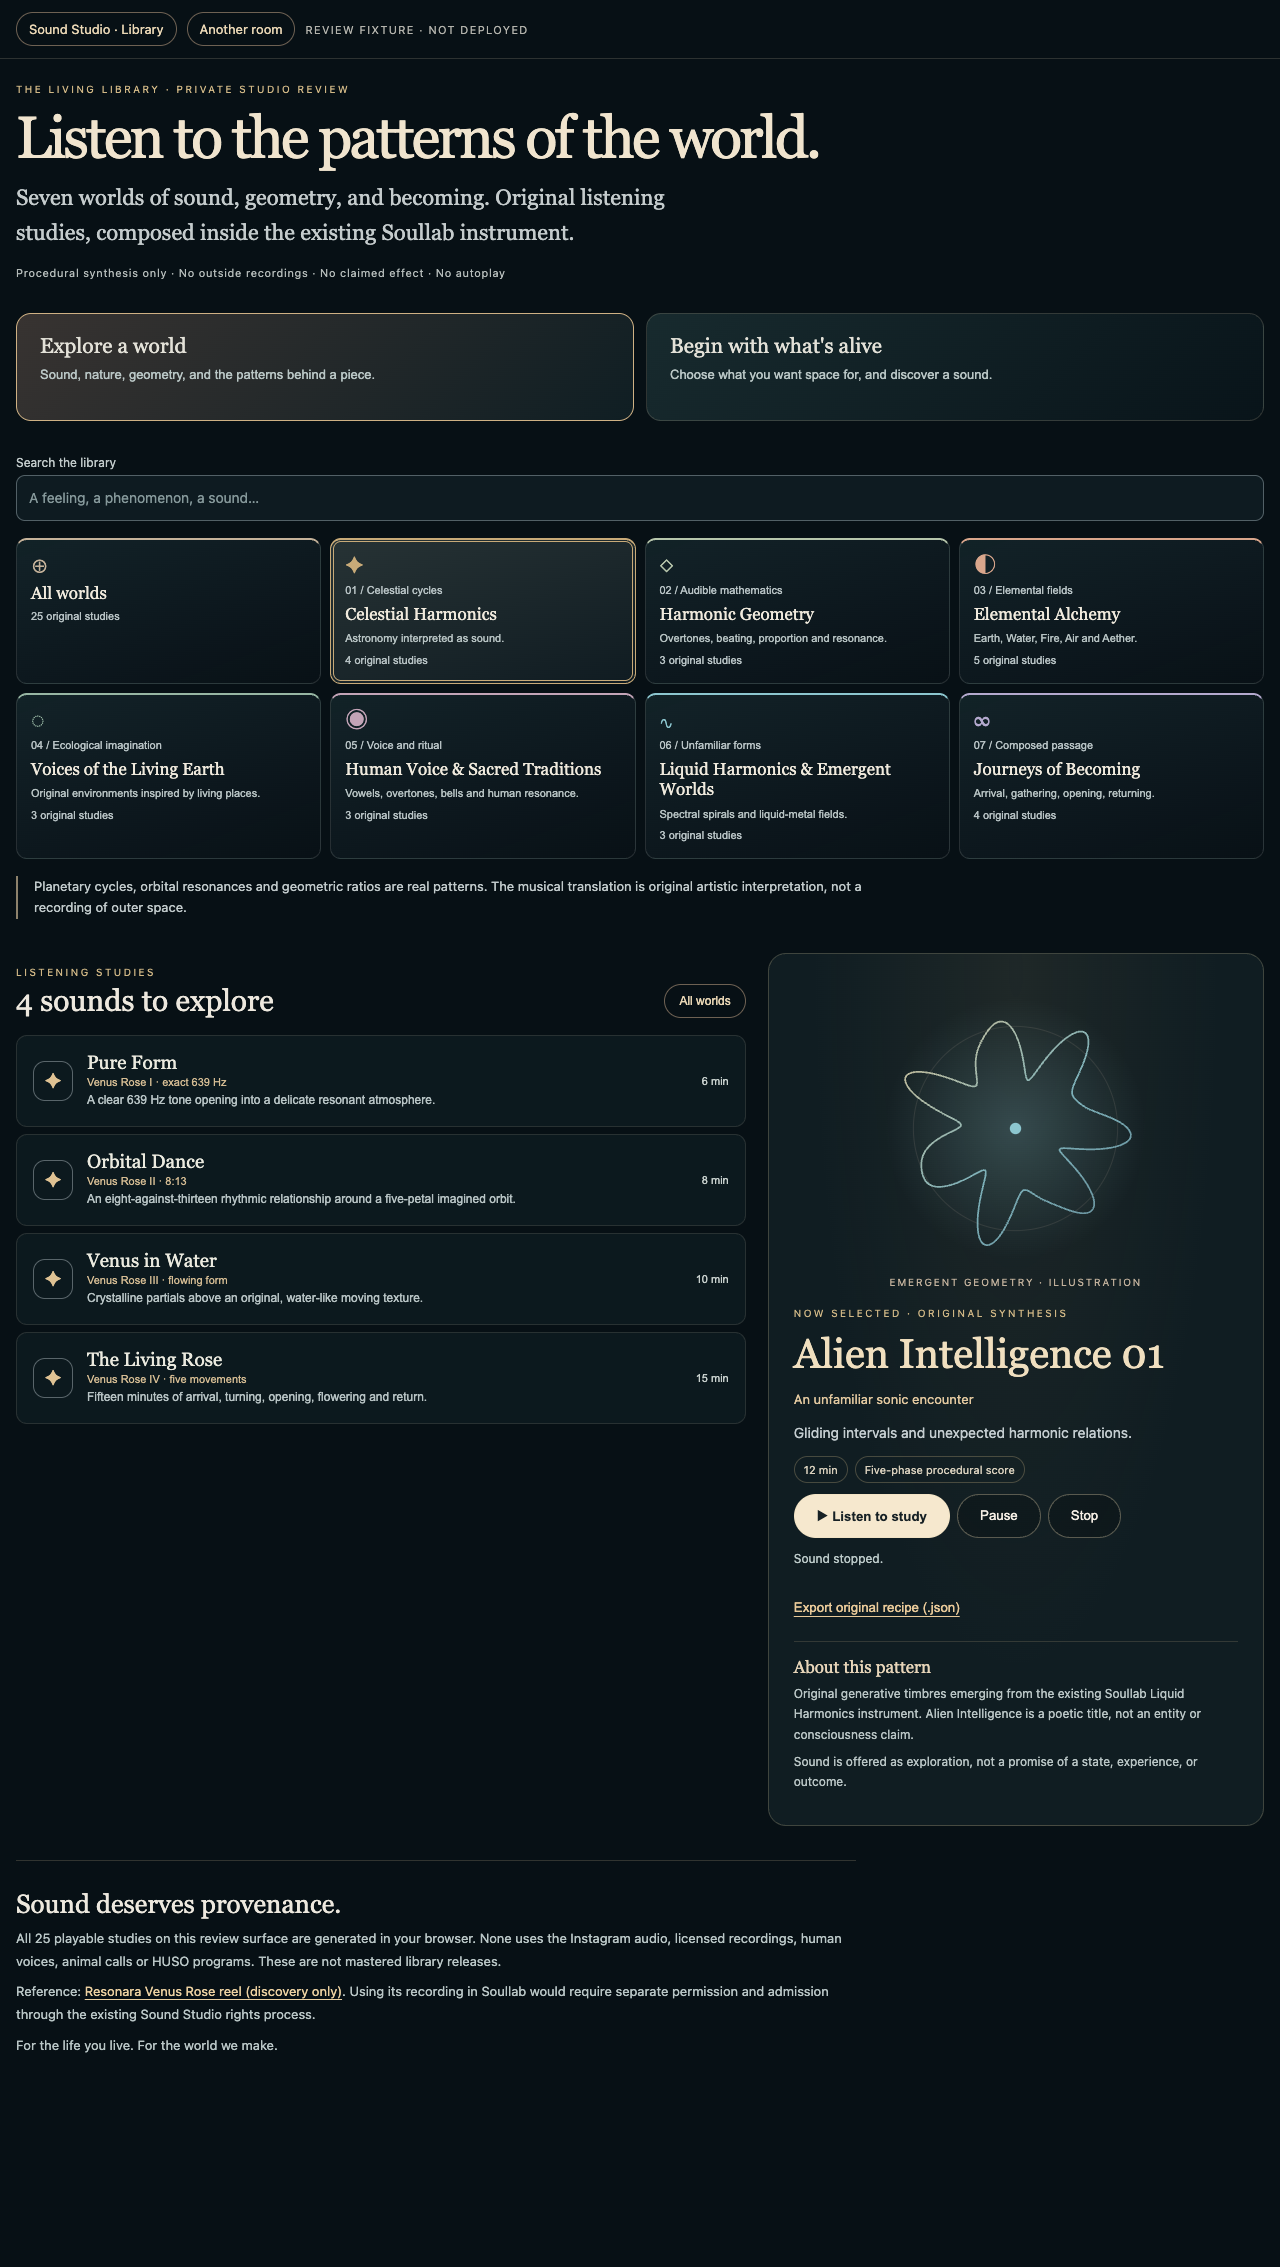 Sound Studio · Library
Another room
REVIEW FIXTURE · NOT DEPLOYED
THE LIVING LIBRARY · PRIVATE STUDIO REVIEW
Listen to the patterns of the world.
Seven worlds of sound, geometry, and becoming. Original listening
studies, composed inside the existing Soullab instrument.
Procedural synthesis only · No outside recordings · No claimed effect · No autoplay
Explore a world
Sound, nature, geometry, and the patterns behind a piece.
Begin with what's alive
Choose what you want space for, and discover a sound.
Search the library
A feeling, a phenomenon, a sound...
All worlds
25 original studies
01 / Celestial cycles
Celestial Harmonics
Astronomy interpreted as sound.
4 original studies
02 / Audible mathematics
Harmonic Geometry
Overtones, beating, proportion and resonance.
3 original studies
03 / Elemental fields
Elemental Alchemy
Earth, Water, Fire, Air and Aether.
5 original studies
04 / Ecological imagination
Voices of the Living Earth
Original environments inspired by living places.
3 original studies
05 / Voice and ritual
Human Voice & Sacred Traditions
Vowels, overtones, bells and human resonance.
3 original studies
06 / Unfamiliar forms
Liquid Harmonics & Emergent
Worlds
Spectral spirals and liquid-metal fields.
3 original studies
07 / Composed passage
Journeys of Becoming
Arrival, gathering, opening, returning.
4 original studies
Planetary cycles, orbital resonances and geometric ratios are real patterns. The musical translation is original artistic interpretation, not a
recording of outer space.
LISTENING STUDIES
4 sounds to explore
All worlds
Pure Form
Venus Rose I · exact 639 Hz
A clear 639 Hz tone opening into a delicate resonant atmosphere.
6 min
Orbital Dance
Venus Rose II · 8:13
An eight-against-thirteen rhythmic relationship around a five-petal imagined orbit.
8 min
Venus in Water
Venus Rose III · flowing form
Crystalline partials above an original, water-like moving texture.
10 min
The Living Rose
Venus Rose IV · five movements
Fifteen minutes of arrival, turning, opening, flowering and return.
15 min
EMERGENT GEOMETRY · ILLUSTRATION
NOW SELECTED · ORIGINAL SYNTHESIS
Alien Intelligence 01
An unfamiliar sonic encounter
Gliding intervals and unexpected harmonic relations.
12 min
Five-phase procedural score
▶ Listen to study
Pause
Stop
Sound stopped.
Export original recipe (.json)
About this pattern
Original generative timbres emerging from the existing Soullab Liquid
Harmonics instrument. Alien Intelligence is a poetic title, not an entity or
consciousness claim.
Sound is offered as exploration, not a promise of a state, experience, or
outcome.
Sound deserves provenance.
All 25 playable studies on this review surface are generated in your browser. None uses the Instagram audio, licensed recordings, human
voices, animal calls or HUSO programs. These are not mastered library releases.
Reference: Resonara Venus Rose reel (discovery only). Using its recording in Soullab would require separate permission and admission
through the existing Sound Studio rights process.
For the life you live. For the world we make.